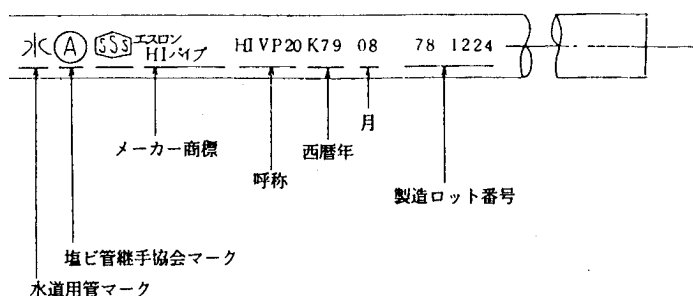 水 A SSS エスロン HIパイプ HIVP20 K79 08 78 1224
月
メーカー商標
西暦年
呼称
製造ロット番号
塩ビ管継手協会マーク
水道用管マーク